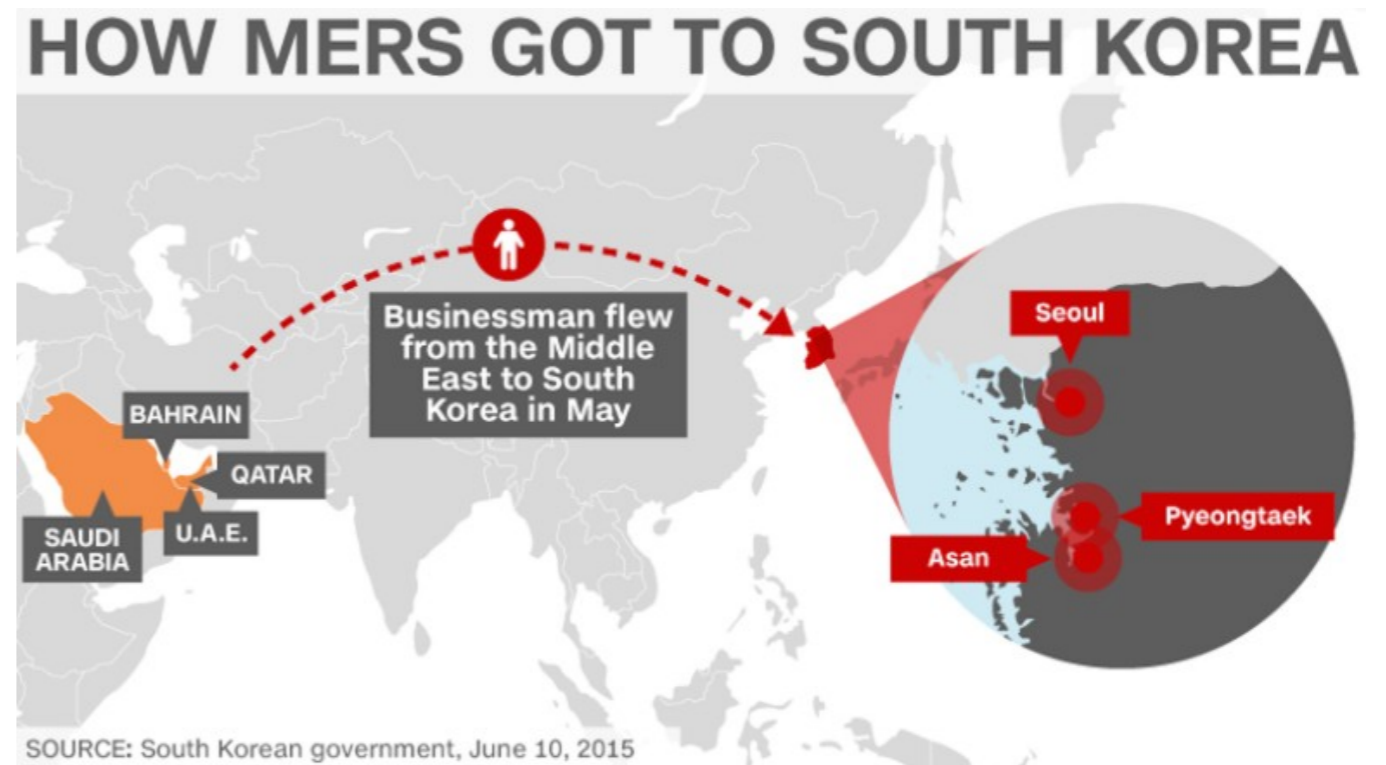 HOW MERS GOT TO SOUTH KOREA
Businessman flew
from the Middle
East to South
Korea in May
BAHRAIN
QATAR
U.A.E.
SAUDI
ARABIA
Seoul
Pyeongtaek
Asan
SOURCE: South Korean government, June 10, 2015